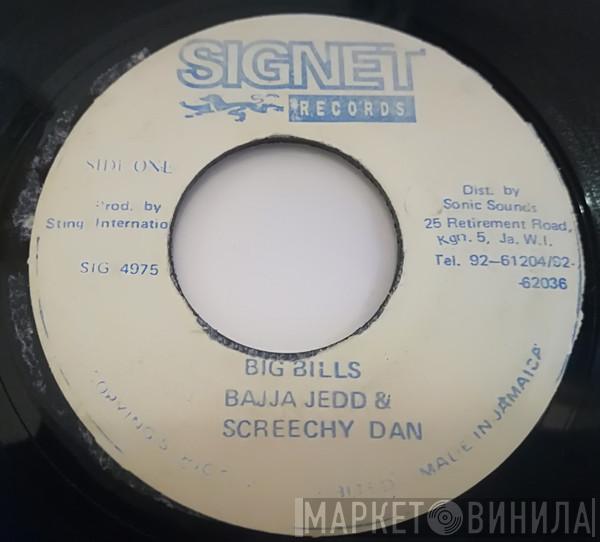 SIGNET
RECORDS
SIDE ONE
Prod. by
Sting Internatio
SIG 4975
Dist. by
Sonic Sounds
25 Retirement Road,
Kgn. 5, Ja. W.I.
Tel. 92-61204/92-
-62036
BIG BILLS
BAJJA JEDD &
SCREECHY DAN
MADE IN JAMAICA
МАРКЕТ ВИНИЛА